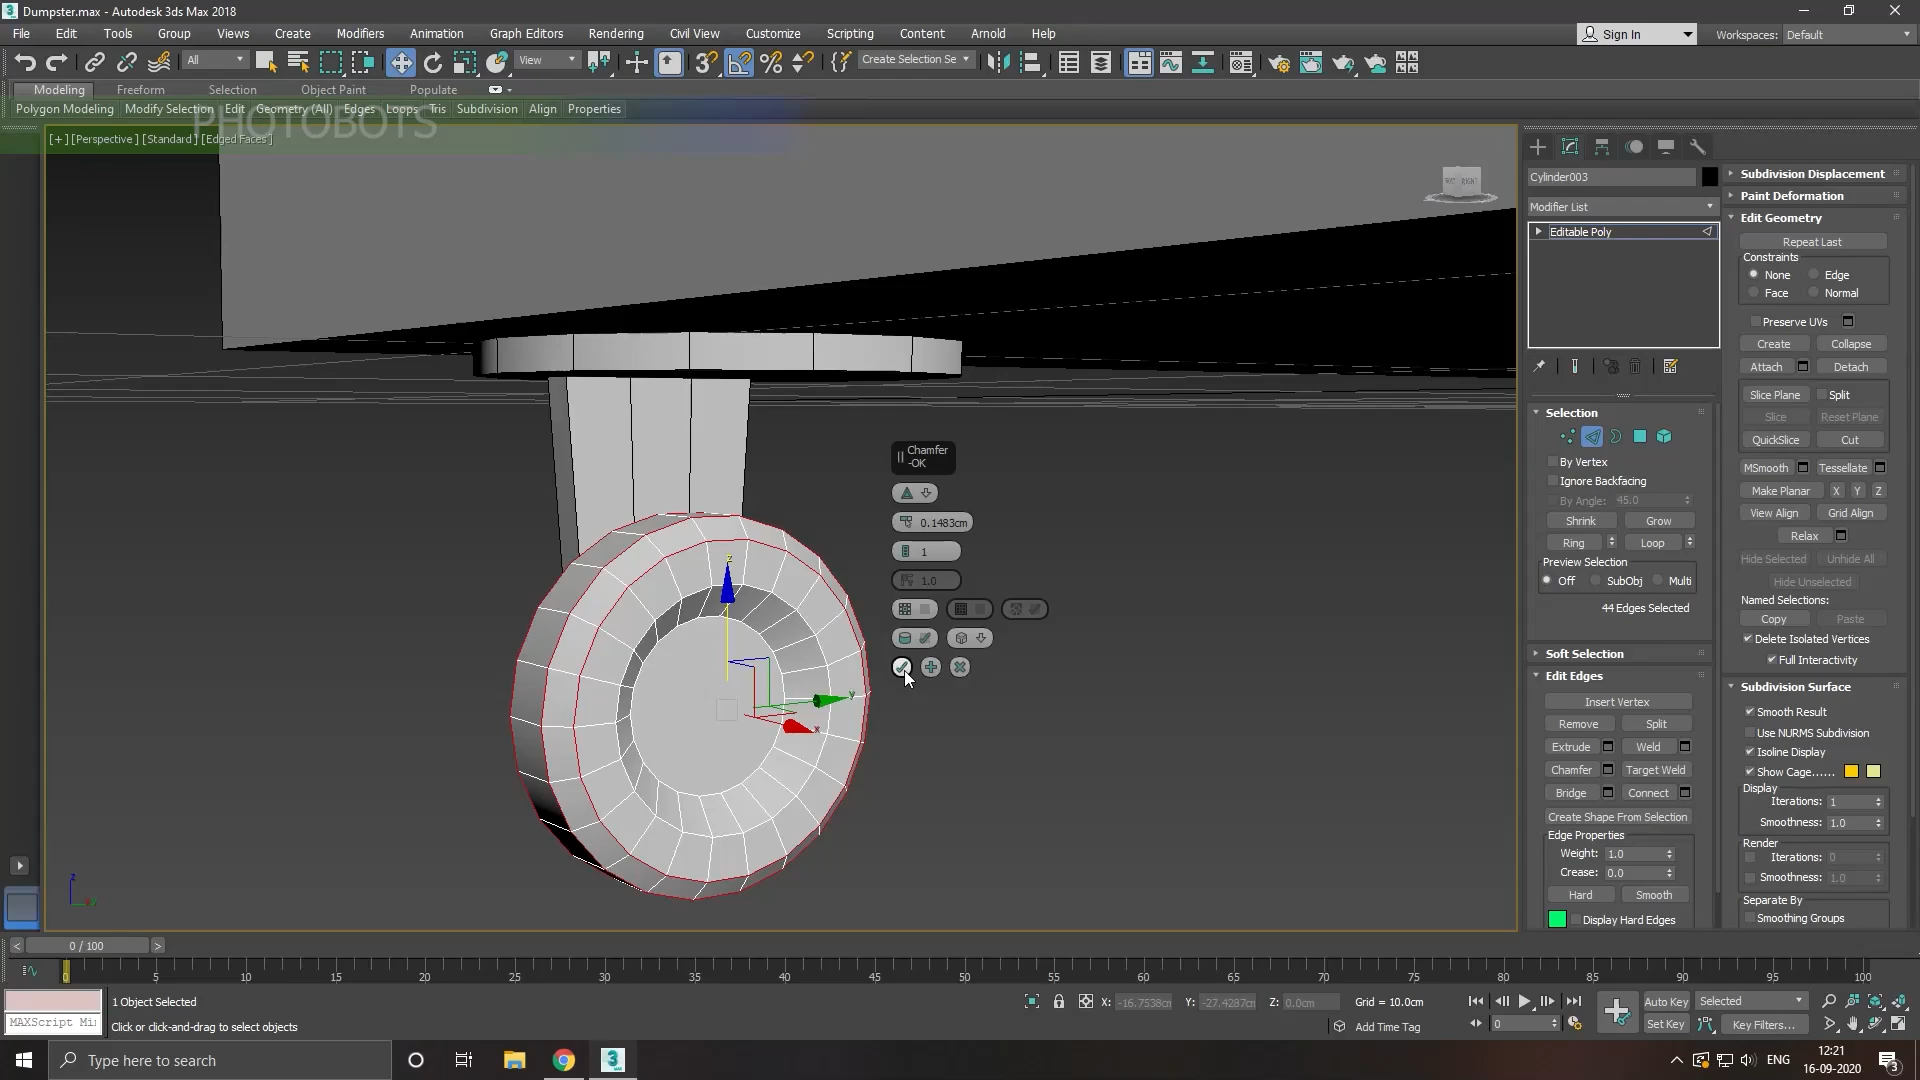 Dumpster.max - Autodesk 3ds Max 2018
File Edit Tools Group Views Create Modifiers Animation Graph Editors Rendering Civil View Customize Scripting Content Arnold Help
Sign In Workspaces: Default
All View Create Selection Se
Modeling Freeform Selection Object Paint Populate
Polygon Modeling Modify Selection Edit Geometry (All) Edges Loops Tris Subdivision Align Properties
PHOTOBOTS
[+] [Perspective] [Standard] [Edged Faces]
RIGHT
Chamfer
-OK
0.1483cm
1
1.0
z
y
x
z
Cylinder003
Modifier List
Editable Poly
Selection
By Vertex
Ignore Backfacing
By Angle: 45.0
Shrink Grow
Ring Loop
Preview Selection
Off SubObj Multi
44 Edges Selected
Soft Selection
Edit Edges
Insert Vertex
Remove Split
Extrude Weld
Chamfer Target Weld
Bridge Connect
Create Shape From Selection
Edge Properties
Weight: 1.0
Crease: 0.0
Hard Smooth
Display Hard Edges
Subdivision Displacement
Paint Deformation
Edit Geometry
Repeat Last
Constraints
None Edge
Face Normal
Preserve UVs
Create Collapse
Attach Detach
Slice Plane Split
Slice Reset Plane
QuickSlice Cut
MSmooth Tessellate
Make Planar X Y Z
View Align Grid Align
Relax
Hide Selected Unhide All
Hide Unselected
Named Selections:
Copy Paste
Delete Isolated Vertices
Full Interactivity
Subdivision Surface
Smooth Result
Use NURMS Subdivision
Isoline Display
Show Cage......
Display
Iterations: 1
Smoothness: 1.0
Render
Iterations: 0
Smoothness: 1.0
Separate By
Smoothing Groups
< 0 / 100 >
0 5 10 15 20 25 30 35 40 45 50 55 60 65 70 75 80 85 90 95 100
1 Object Selected X: -16.7538cm Y: -27.4287cm Z: 0.0cm Grid = 10.0cm Auto Key Selected
MAXScript Mi Click or click-and-drag to select objects Add Time Tag 0 Set Key Key Filters...
Type here to search
ENG
12:21
16-09-2020
3